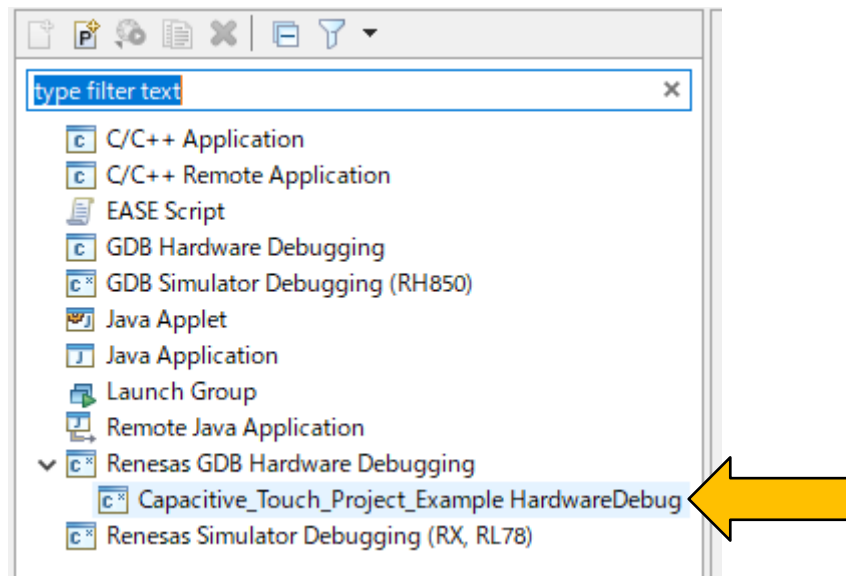 type filter text
C/C++ Application
C/C++ Remote Application
EASE Script
GDB Hardware Debugging
GDB Simulator Debugging (RH850)
Java Applet
Java Application
Launch Group
Remote Java Application
Renesas GDB Hardware Debugging
Capacitive_Touch_Project_Example HardwareDebug
Renesas Simulator Debugging (RX, RL78)